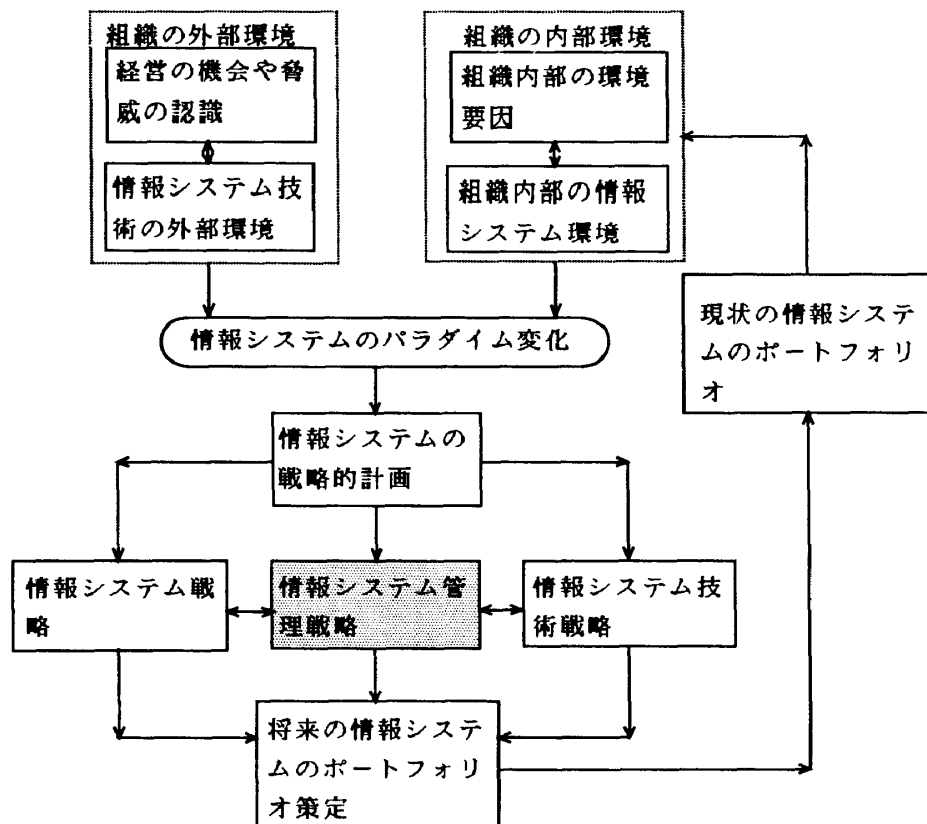 組織の外部環境
経営の機会や脅
威の認識
情報システム技
術の外部環境
組織の内部環境
組織内部の環境
要因
組織内部の情報
システム環境
情報システムのパラダイム変化
現状の情報システ
ムのポートフォリ
オ
情報システムの
戦略的計画
情報システム戦
略
情報システム管
理戦略
情報システム技
術戦略
将来の情報システ
ムのポートフォリ
オ策定